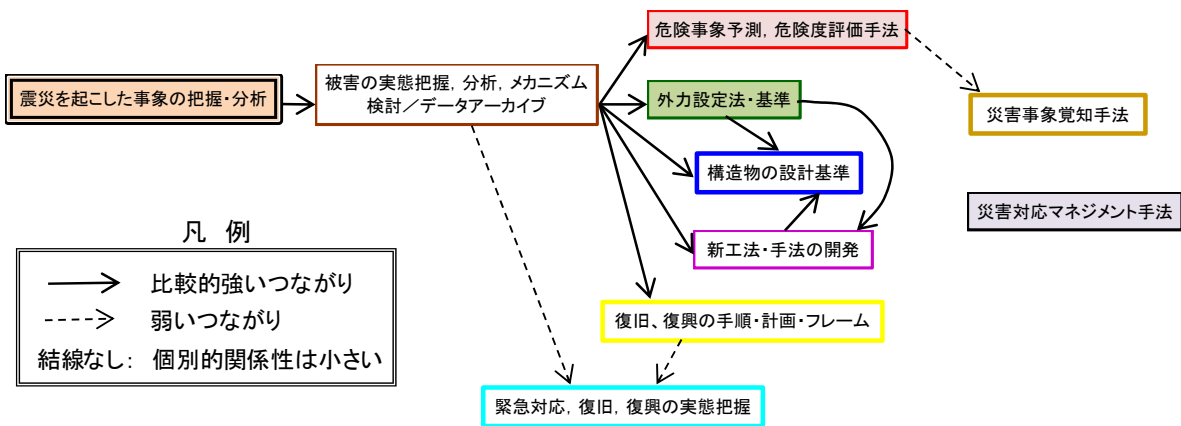 震災を起こした事象の把握・分析
被害の実態把握, 分析, メカニズム
検討／データアーカイブ
危険事象予測, 危険度評価手法
外力設定法・基準
災害事象覚知手法
構造物の設計基準
災害対応マネジメント手法
新工法・手法の開発
復旧、復興の手順・計画・フレーム
緊急対応, 復旧, 復興の実態把握
凡 例
比較的強いつながり
弱いつながり
結線なし: 個別的関係性は小さい